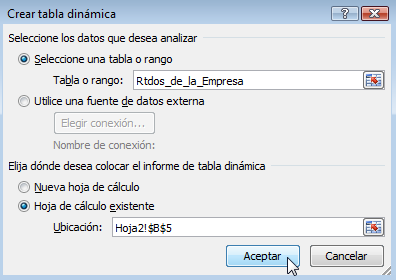 Crear tabla dinámica
Seleccione los datos que desea analizar
Seleccione una tabla o rango
Tabla o rango: Rtdos_de_la_Empresa
Utilice una fuente de datos externa
Elegir conexión...
Nombre de conexión:
Elija dónde desea colocar el informe de tabla dinámica
Nueva hoja de cálculo
Hoja de cálculo existente
Ubicación: Hoja2!$B$5
Aceptar Cancelar